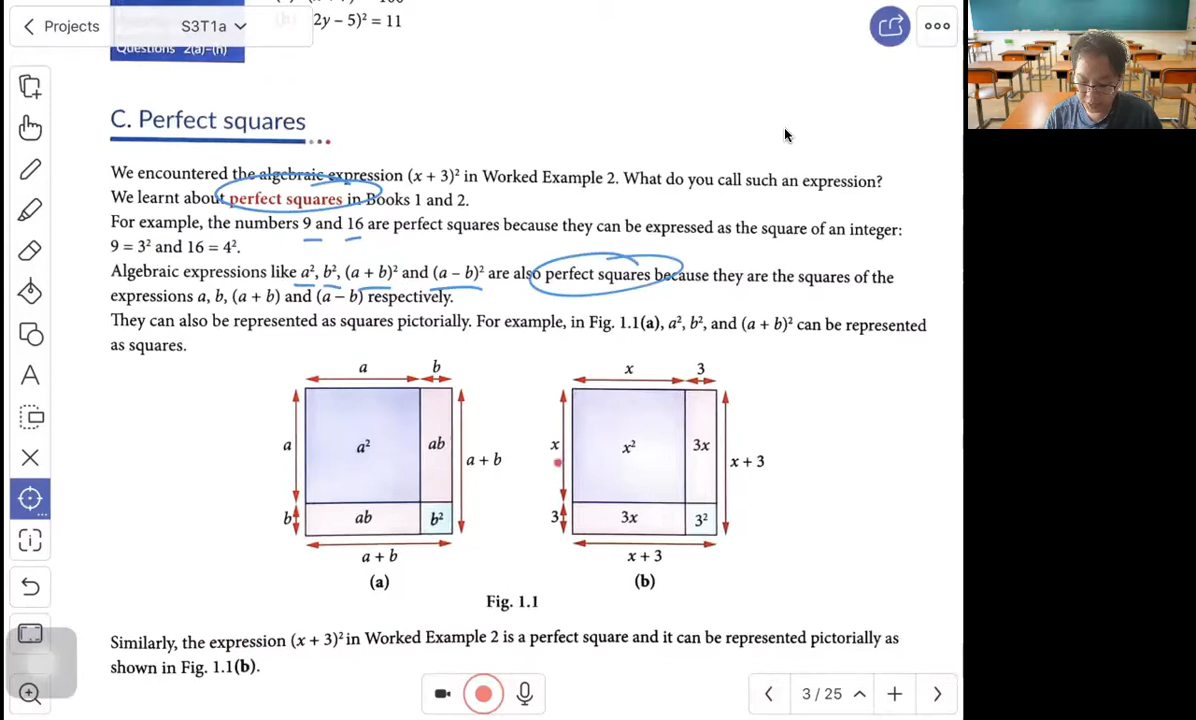 Projects
S3T1a
2y – 5)² = 11
Questions 2(a)–(h)
C. Perfect squares
We encountered the algebraic expression (x + 3)² in Worked Example 2. What do you call such an expression?
We learnt about perfect squares in Books 1 and 2.
For example, the numbers 9 and 16 are perfect squares because they can be expressed as the square of an integer:
9 = 3² and 16 = 4².
Algebraic expressions like a², b², (a + b)² and (a – b)² are also perfect squares because they are the squares of the
expressions a, b, (a + b) and (a – b) respectively.
They can also be represented as squares pictorially. For example, in Fig. 1.1(a), a², b², and (a + b)² can be represented
as squares.
a b x 3
a a² ab a + b x x² 3x x + 3
b ab b² 3 3x 3²
a + b x + 3
(a) (b)
Fig. 1.1
Similarly, the expression (x + 3)² in Worked Example 2 is a perfect square and it can be represented pictorially as
shown in Fig. 1.1(b).
3 / 25